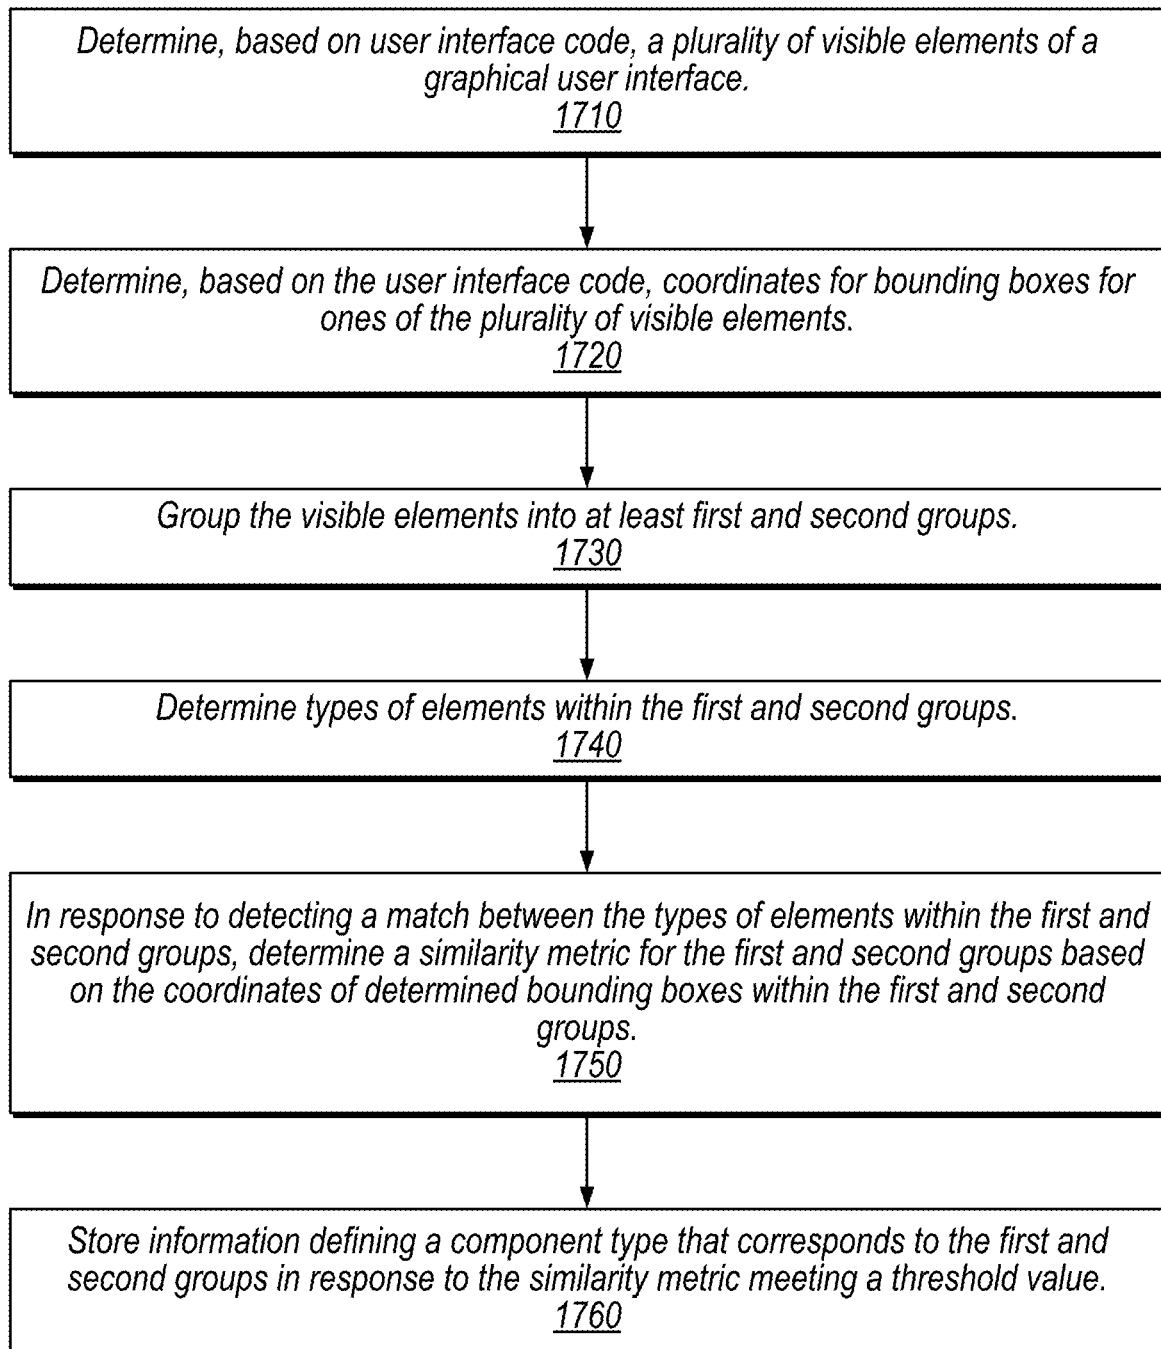 Determine, based on user interface code, a plurality of visible elements of a
graphical user interface.
1710
Determine, based on the user interface code, coordinates for bounding boxes for
ones of the plurality of visible elements.
1720
Group the visible elements into at least first and second groups.
1730
Determine types of elements within the first and second groups.
1740
In response to detecting a match between the types of elements within the first and
second groups, determine a similarity metric for the first and second groups based
on the coordinates of determined bounding boxes within the first and second
groups.
1750
Store information defining a component type that corresponds to the first and
second groups in response to the similarity metric meeting a threshold value.
1760